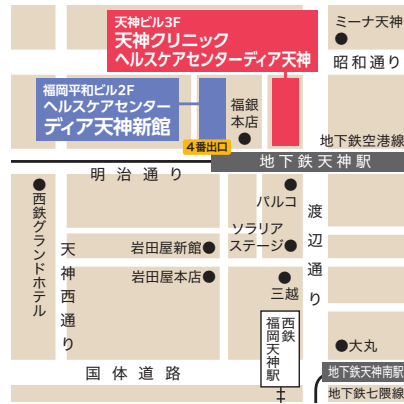 天神ビル3F
天神クリニック
ヘルスケアセンターディア天神
ミーナ天神
昭和通り
福岡平和ビル2F
ヘルスケアセンター
ディア天神新館
福銀
本店
4番出口
地下鉄空港線
地下鉄天神駅
明治通り
西鉄グランドホテル
天神西通り
パルコ
ソラリア
ステージ
渡辺通り
岩田屋新館
岩田屋本店
三越
西鉄
福岡天神駅
大丸
国体道路
地下鉄天神南駅
地下鉄七隈線